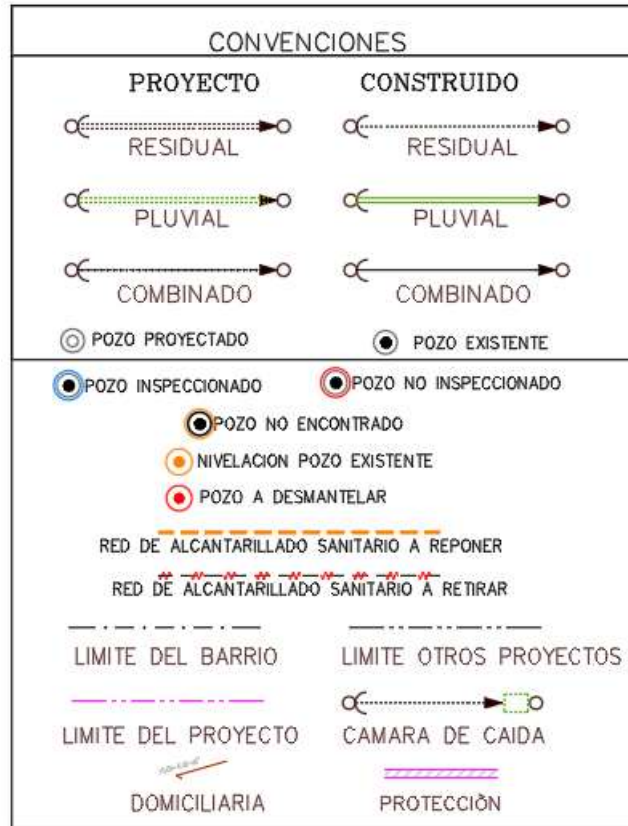 CONVENCIONES
PROYECTO CONSTRUIDO
RESIDUAL RESIDUAL
PLUVIAL PLUVIAL
COMBINADO COMBINADO
POZO PROYECTADO POZO EXISTENTE
POZO INSPECCIONADO POZO NO INSPECCIONADO
POZO NO ENCONTRADO
NIVELACION POZO EXISTENTE
POZO A DESMANTELAR
RED DE ALCANTARILLADO SANITARIO A REPONER
RED DE ALCANTARILLADO SANITARIO A RETIRAR
LIMITE DEL BARRIO LIMITE OTROS PROYECTOS
LIMITE DEL PROYECTO CAMARA DE CAIDA
DOMICILIARIA PROTECCIÒN